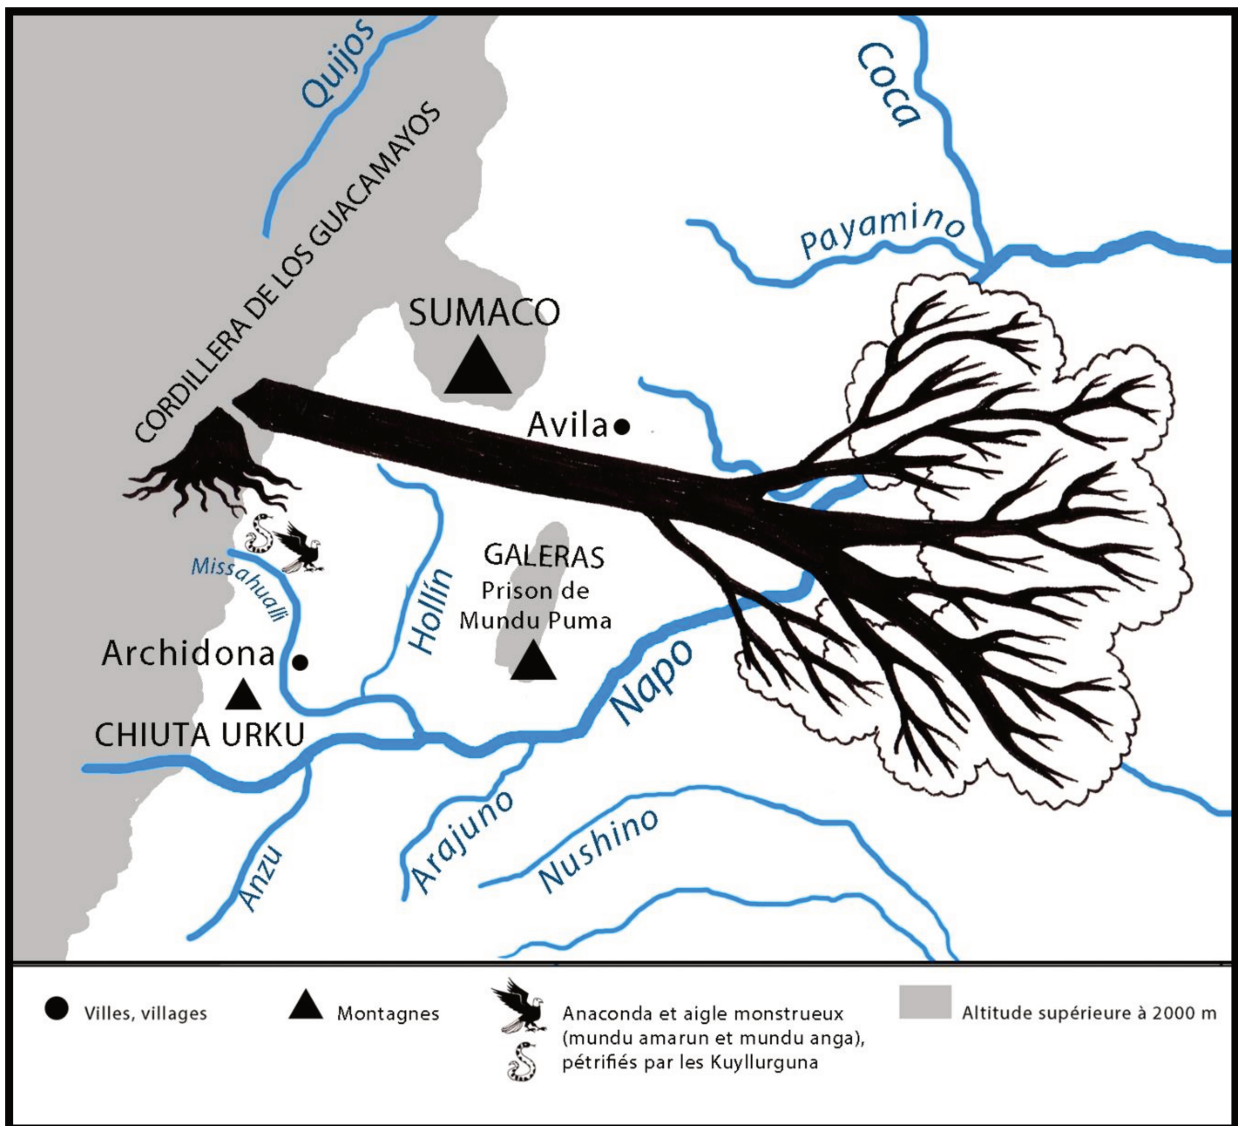 Quijos
Coca
CORDILLERA DE LOS GUACAMAYOS
Payamino
SUMACO
Avila
Missahualli
Hollín
GALERAS
Prison de
Mundu Puma
Archidona
Napo
CHIUTA URKU
Anzu
Arajuno
Nushino
Villes, villages
Montagnes
Anaconda et aigle monstrueux
(mundu amarun et mundu anga),
pétrifiés par les Kuyllurguna
Altitude supérieure à 2000 m